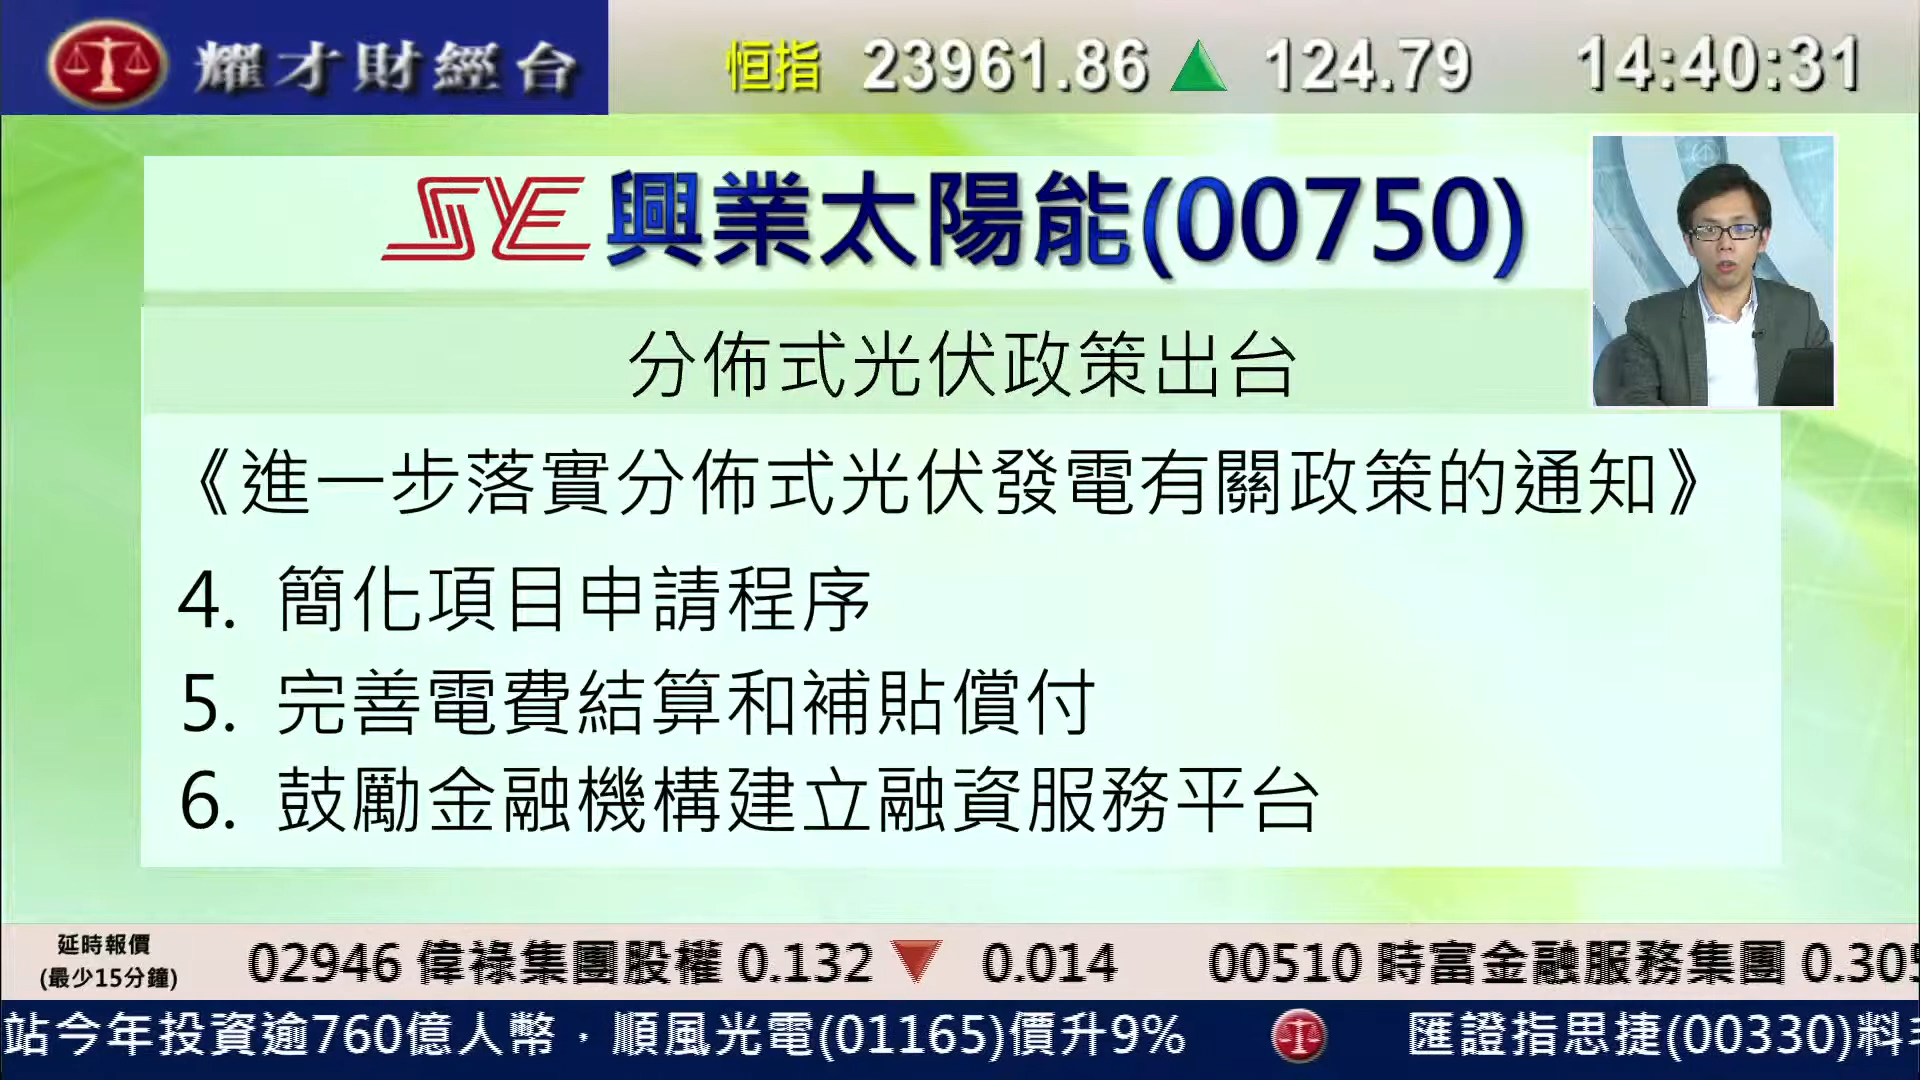 耀才財經台
恒指 23961.86 ▲ 124.79 14:40:31
SYE 興業太陽能(00750)
分佈式光伏政策出台
《進一步落實分佈式光伏發電有關政策的通知》
4. 簡化項目申請程序
5. 完善電費結算和補貼償付
6. 鼓勵金融機構建立融資服務平台
延時報價
(最少15分鐘)
02946 偉祿集團股權 0.132 ▼ 0.014 00510 時富金融服務集團 0.305
站今年投資逾760億人幣，順風光電(01165)價升9% 匯證指思捷(00330)料